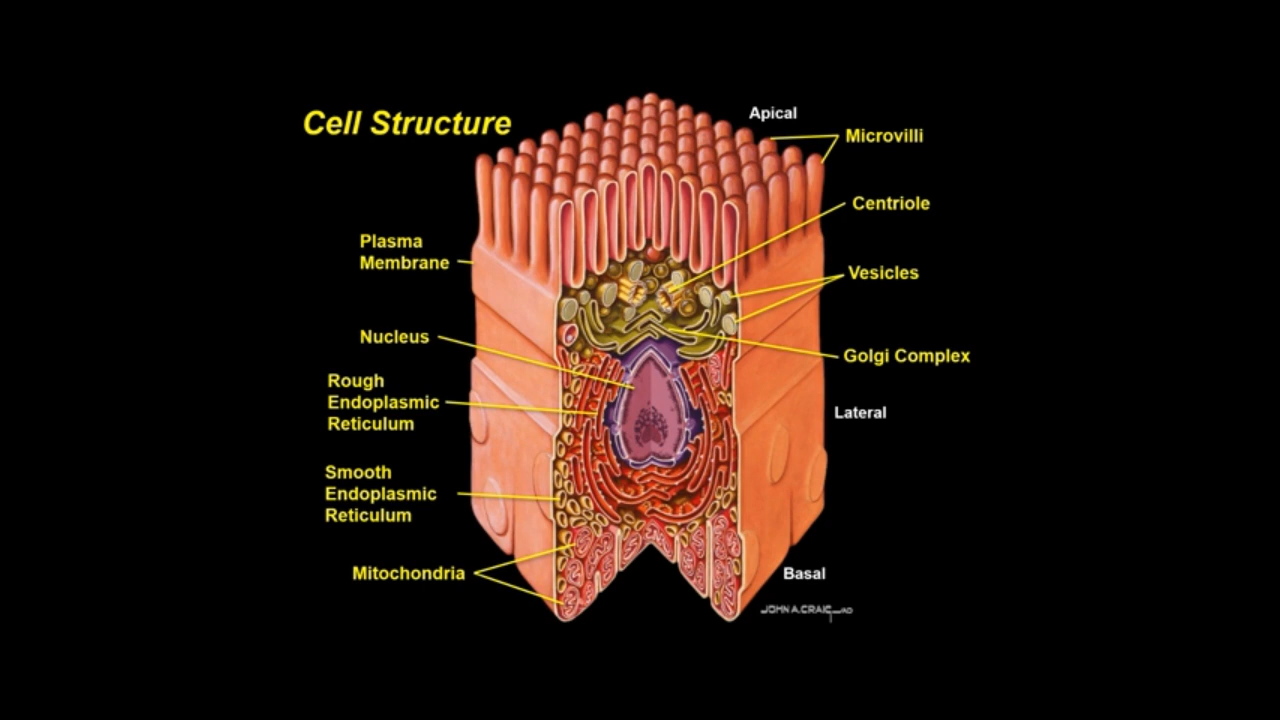 Cell Structure
Apical
Microvilli
Centriole
Plasma
Membrane
Vesicles
Nucleus
Golgi Complex
Rough
Endoplasmic
Reticulum
Lateral
Smooth
Endoplasmic
Reticulum
Mitochondria
Basal
JOHN A. CRAIG_MD